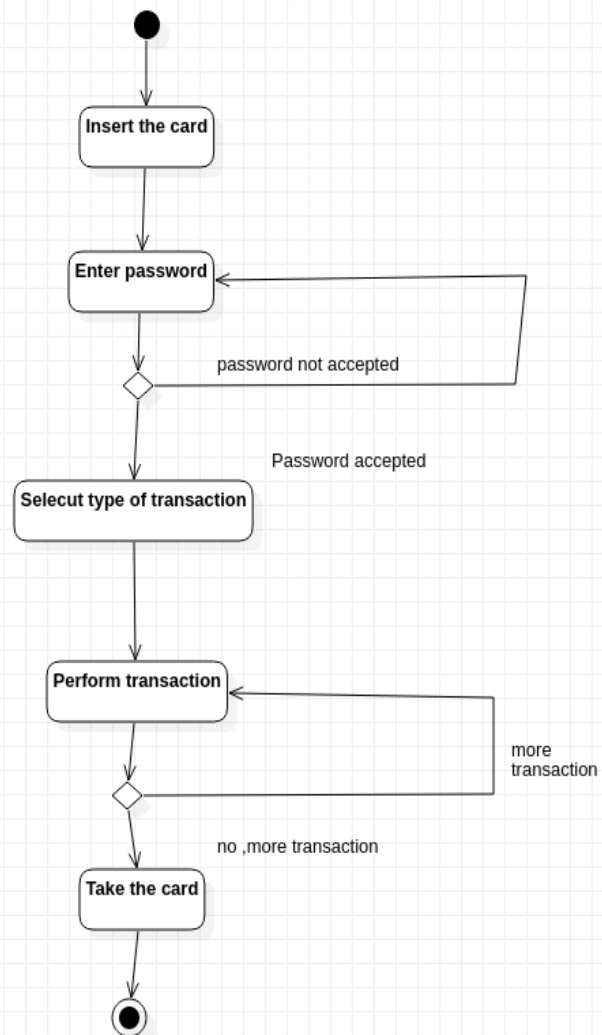 Insert the card
Enter password
password not accepted
Password accepted
Selecut type of transaction
Perform transaction
more
transaction
no ,more transaction
Take the card